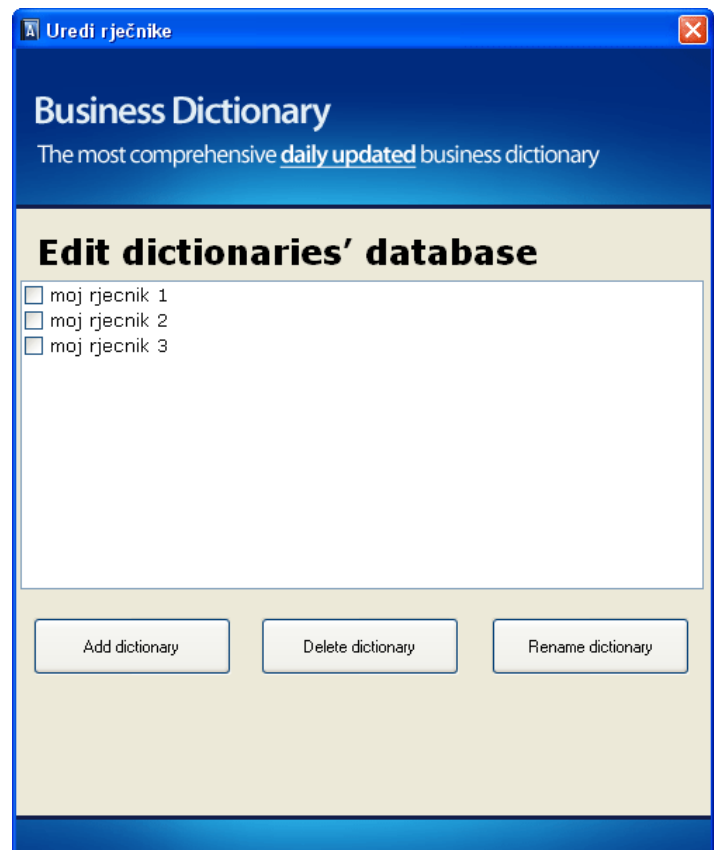 Uredi rječnike
Business Dictionary
The most comprehensive daily updated business dictionary
Edit dictionaries’ database
moj rjecnik 1
moj rjecnik 2
moj rjecnik 3
Add dictionary Delete dictionary Rename dictionary